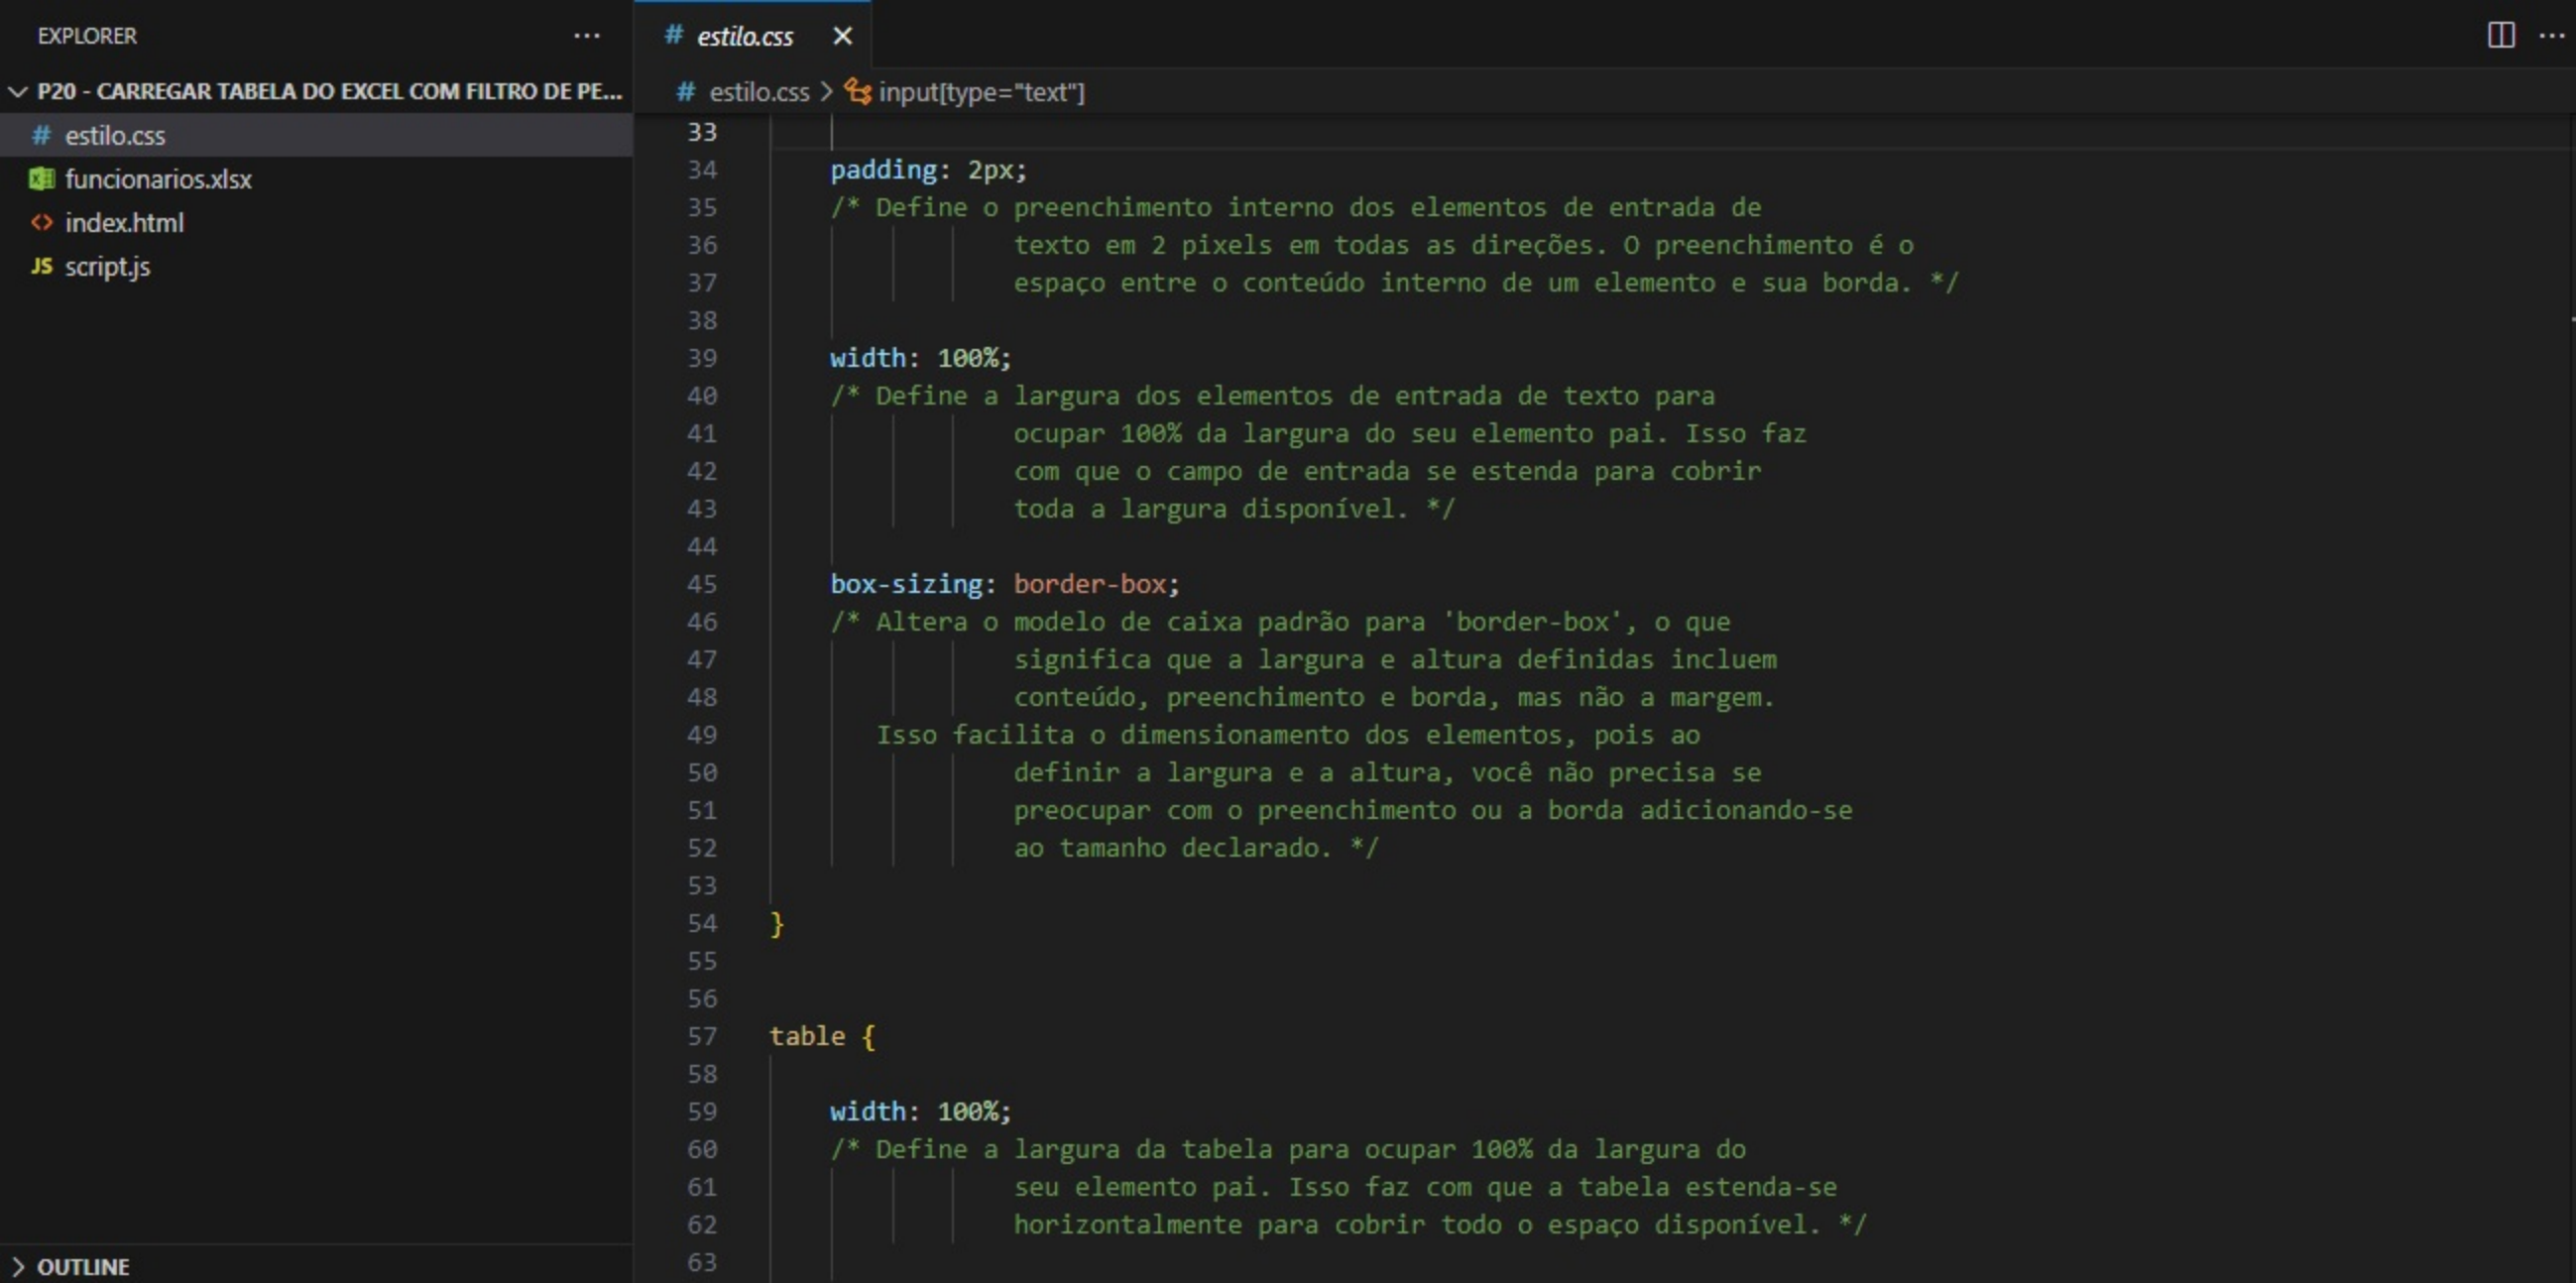 EXPLORER
P20 - CARREGAR TABELA DO EXCEL COM FILTRO DE PE...
# estilo.css
funcionarios.xlsx
<> index.html
JS script.js
OUTLINE
# estilo.css
# estilo.css > input[type="text"]
33
34 padding: 2px;
35 /* Define o preenchimento interno dos elementos de entrada de
36 texto em 2 pixels em todas as direções. O preenchimento é o
37 espaço entre o conteúdo interno de um elemento e sua borda. */
38
39 width: 100%;
40 /* Define a largura dos elementos de entrada de texto para
41 ocupar 100% da largura do seu elemento pai. Isso faz
42 com que o campo de entrada se estenda para cobrir
43 toda a largura disponível. */
44
45 box-sizing: border-box;
46 /* Altera o modelo de caixa padrão para 'border-box', o que
47 significa que a largura e altura definidas incluem
48 conteúdo, preenchimento e borda, mas não a margem.
49 Isso facilita o dimensionamento dos elementos, pois ao
50 definir a largura e a altura, você não precisa se
51 preocupar com o preenchimento ou a borda adicionando-se
52 ao tamanho declarado. */
53
54 }
55
56
57 table {
58
59 width: 100%;
60 /* Define a largura da tabela para ocupar 100% da largura do
61 seu elemento pai. Isso faz com que a tabela estenda-se
62 horizontalmente para cobrir todo o espaço disponível. */
63